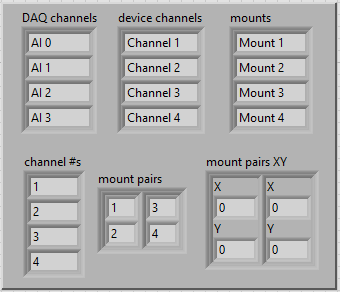 DAQ channels device channels mounts
AI 0 Channel 1 Mount 1
AI 1 Channel 2 Mount 2
AI 2 Channel 3 Mount 3
AI 3 Channel 4 Mount 4
channel #s mount pairs mount pairs XY
1
2
3
4
1 3
2 4
X X
0 0
Y Y
0 0